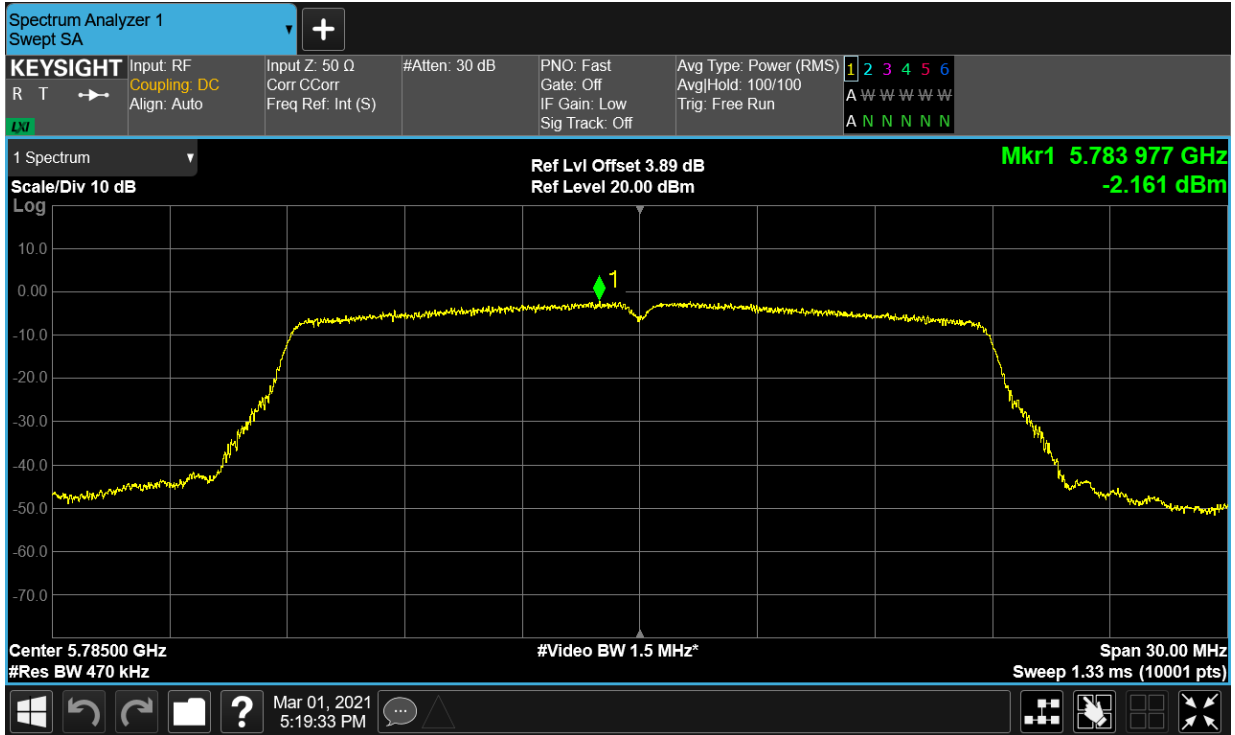 Spectrum Analyzer 1
Swept SA
KEYSIGHT
R T
LXI
Input: RF
Coupling: DC
Align: Auto
Input Z: 50 Ω
Corr CCorr
Freq Ref: Int (S)
#Atten: 30 dB
PNO: Fast
Gate: Off
IF Gain: Low
Sig Track: Off
Avg Type: Power (RMS)
Avg|Hold: 100/100
Trig: Free Run
1 2 3 4 5 6
A W W W W W
A N N N N N
1 Spectrum
Scale/Div 10 dB
Ref Lvl Offset 3.89 dB
Ref Level 20.00 dBm
Mkr1 5.783 977 GHz
-2.161 dBm
Log
10.0
0.00
-10.0
-20.0
-30.0
-40.0
-50.0
-60.0
-70.0
1
Center 5.78500 GHz
#Res BW 470 kHz
#Video BW 1.5 MHz*
Span 30.00 MHz
Sweep 1.33 ms (10001 pts)
?
Mar 01, 2021
5:19:33 PM